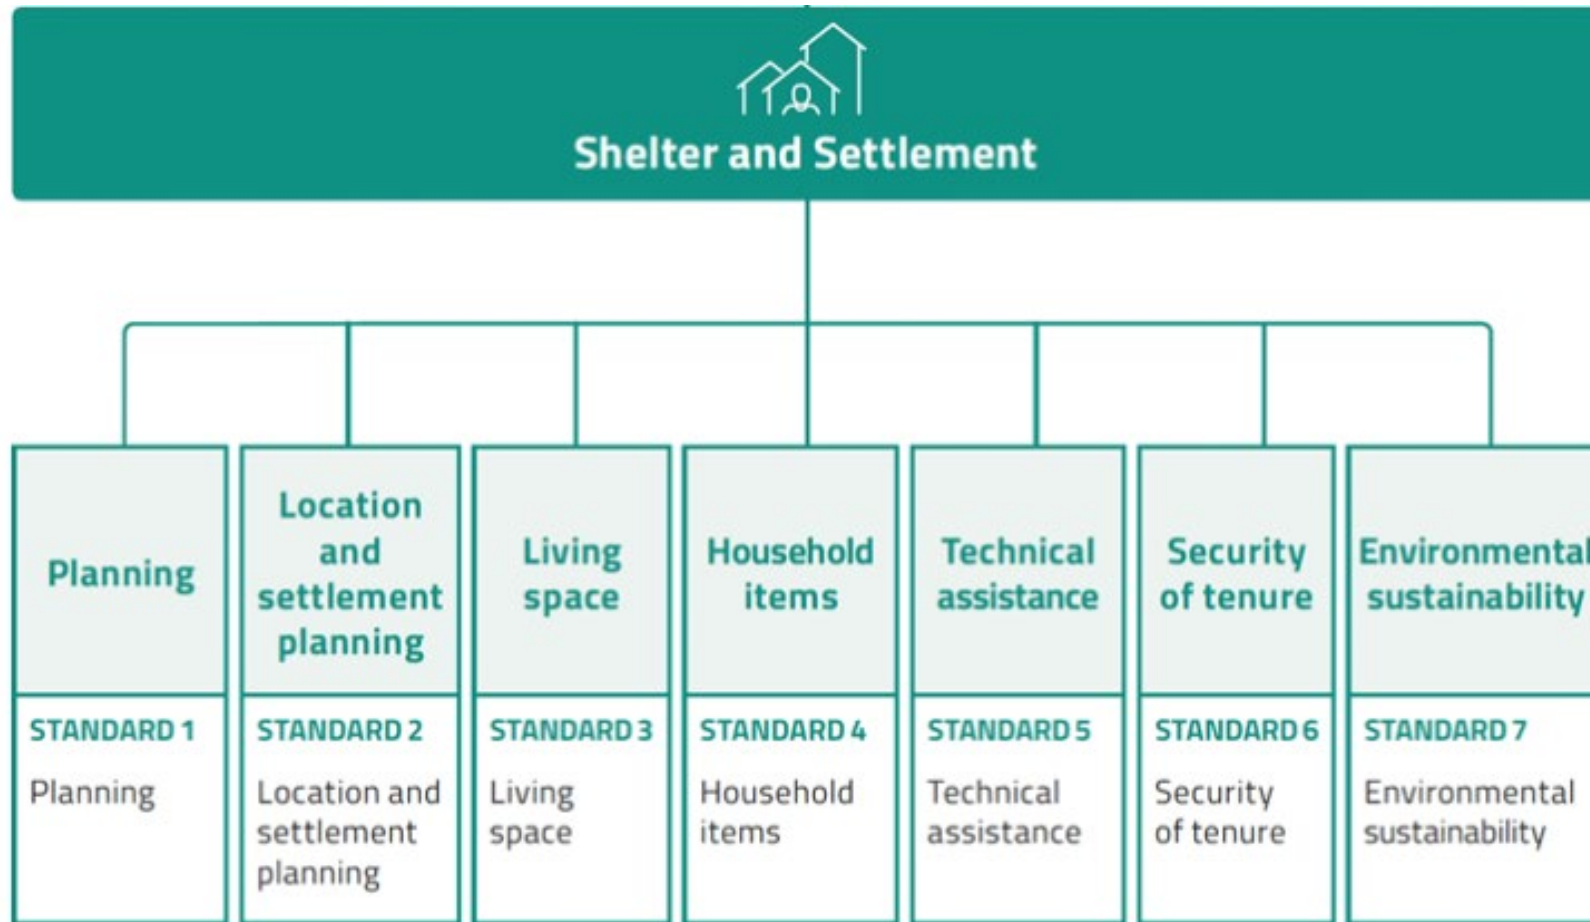 Shelter and Settlement
Planning
Location
and
settlement
planning
Living
space
Household
items
Technical
assistance
Security
of tenure
Environmental
sustainability
STANDARD 1
Planning
STANDARD 2
Location and
settlement
planning
STANDARD 3
Living
space
STANDARD 4
Household
items
STANDARD 5
Technical
assistance
STANDARD 6
Security
of tenure
STANDARD 7
Environmental
sustainability